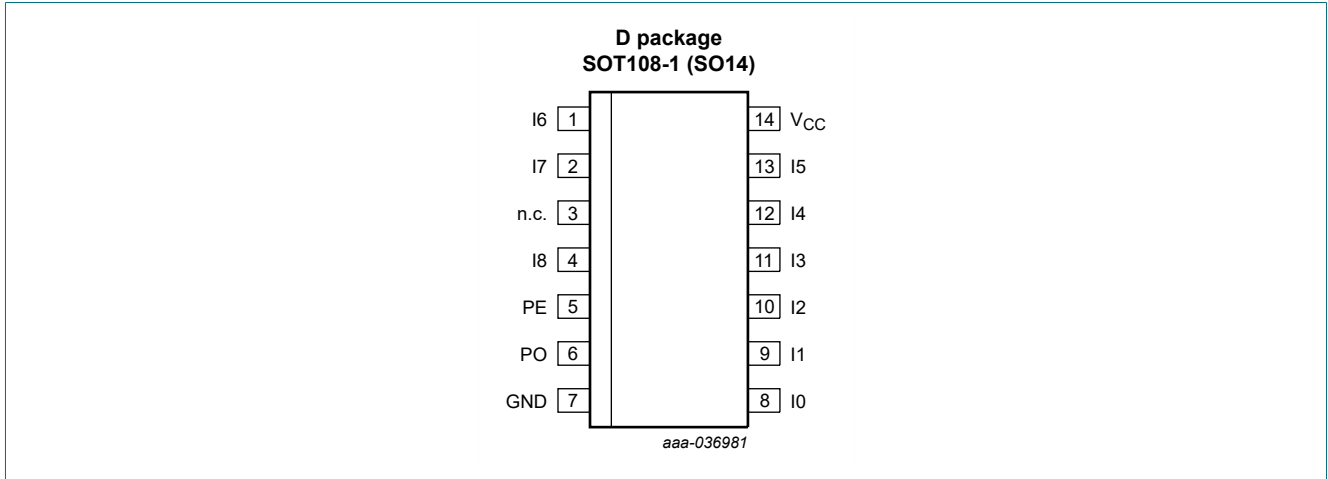 D package
SOT108-1 (SO14)
I6 1 14 VCC
I7 2 13 I5
n.c. 3 12 I4
I8 4 11 I3
PE 5 10 I2
PO 6 9 I1
GND 7 8 I0
aaa-036981